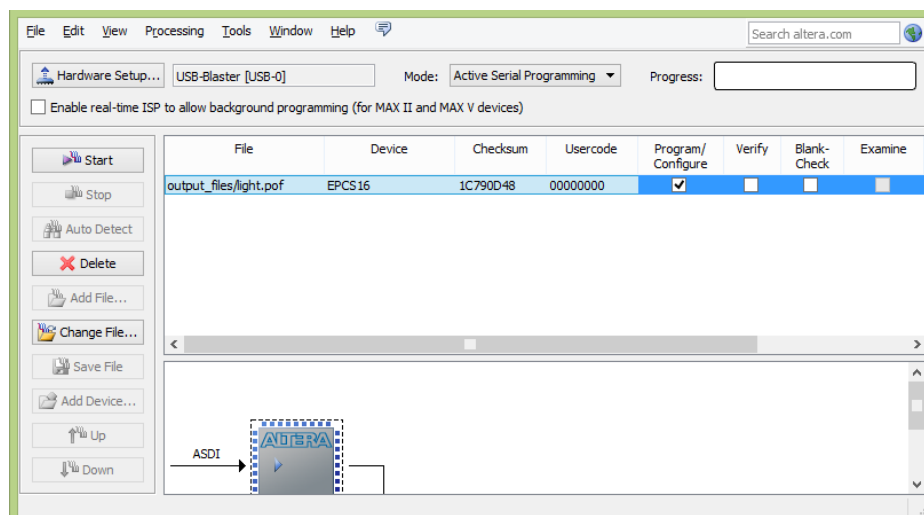 File Edit View Processing Tools Window Help Search altera.com
Hardware Setup... USB-Blaster [USB-0] Mode: Active Serial Programming Progress:
Enable real-time ISP to allow background programming (for MAX II and MAX V devices)
Start
Stop
Auto Detect
Delete
Add File...
Change File...
Save File
Add Device...
Up
Down
File Device Checksum Usercode Program/ Verify Blank- Examine
Configure Check
output_files/light.pof EPCS16 1C790D48 00000000
ALTERA
ASDI